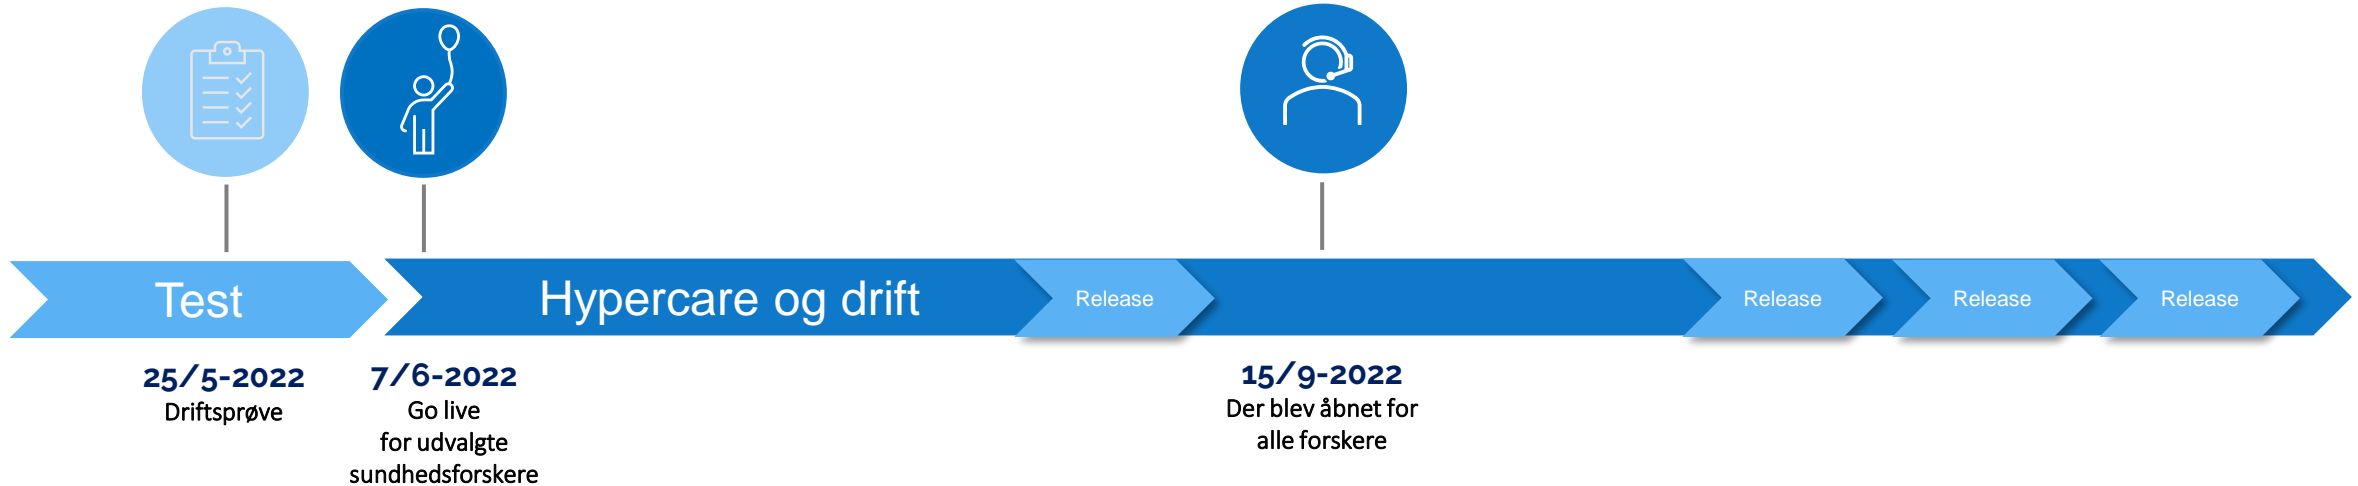 Test
Hypercare og drift
Release
Release
Release
Release
25/5-2022
Driftsprøve
7/6-2022
Go live
for udvalgte
sundhedsforskere
15/9-2022
Der blev åbnet for
alle forskere